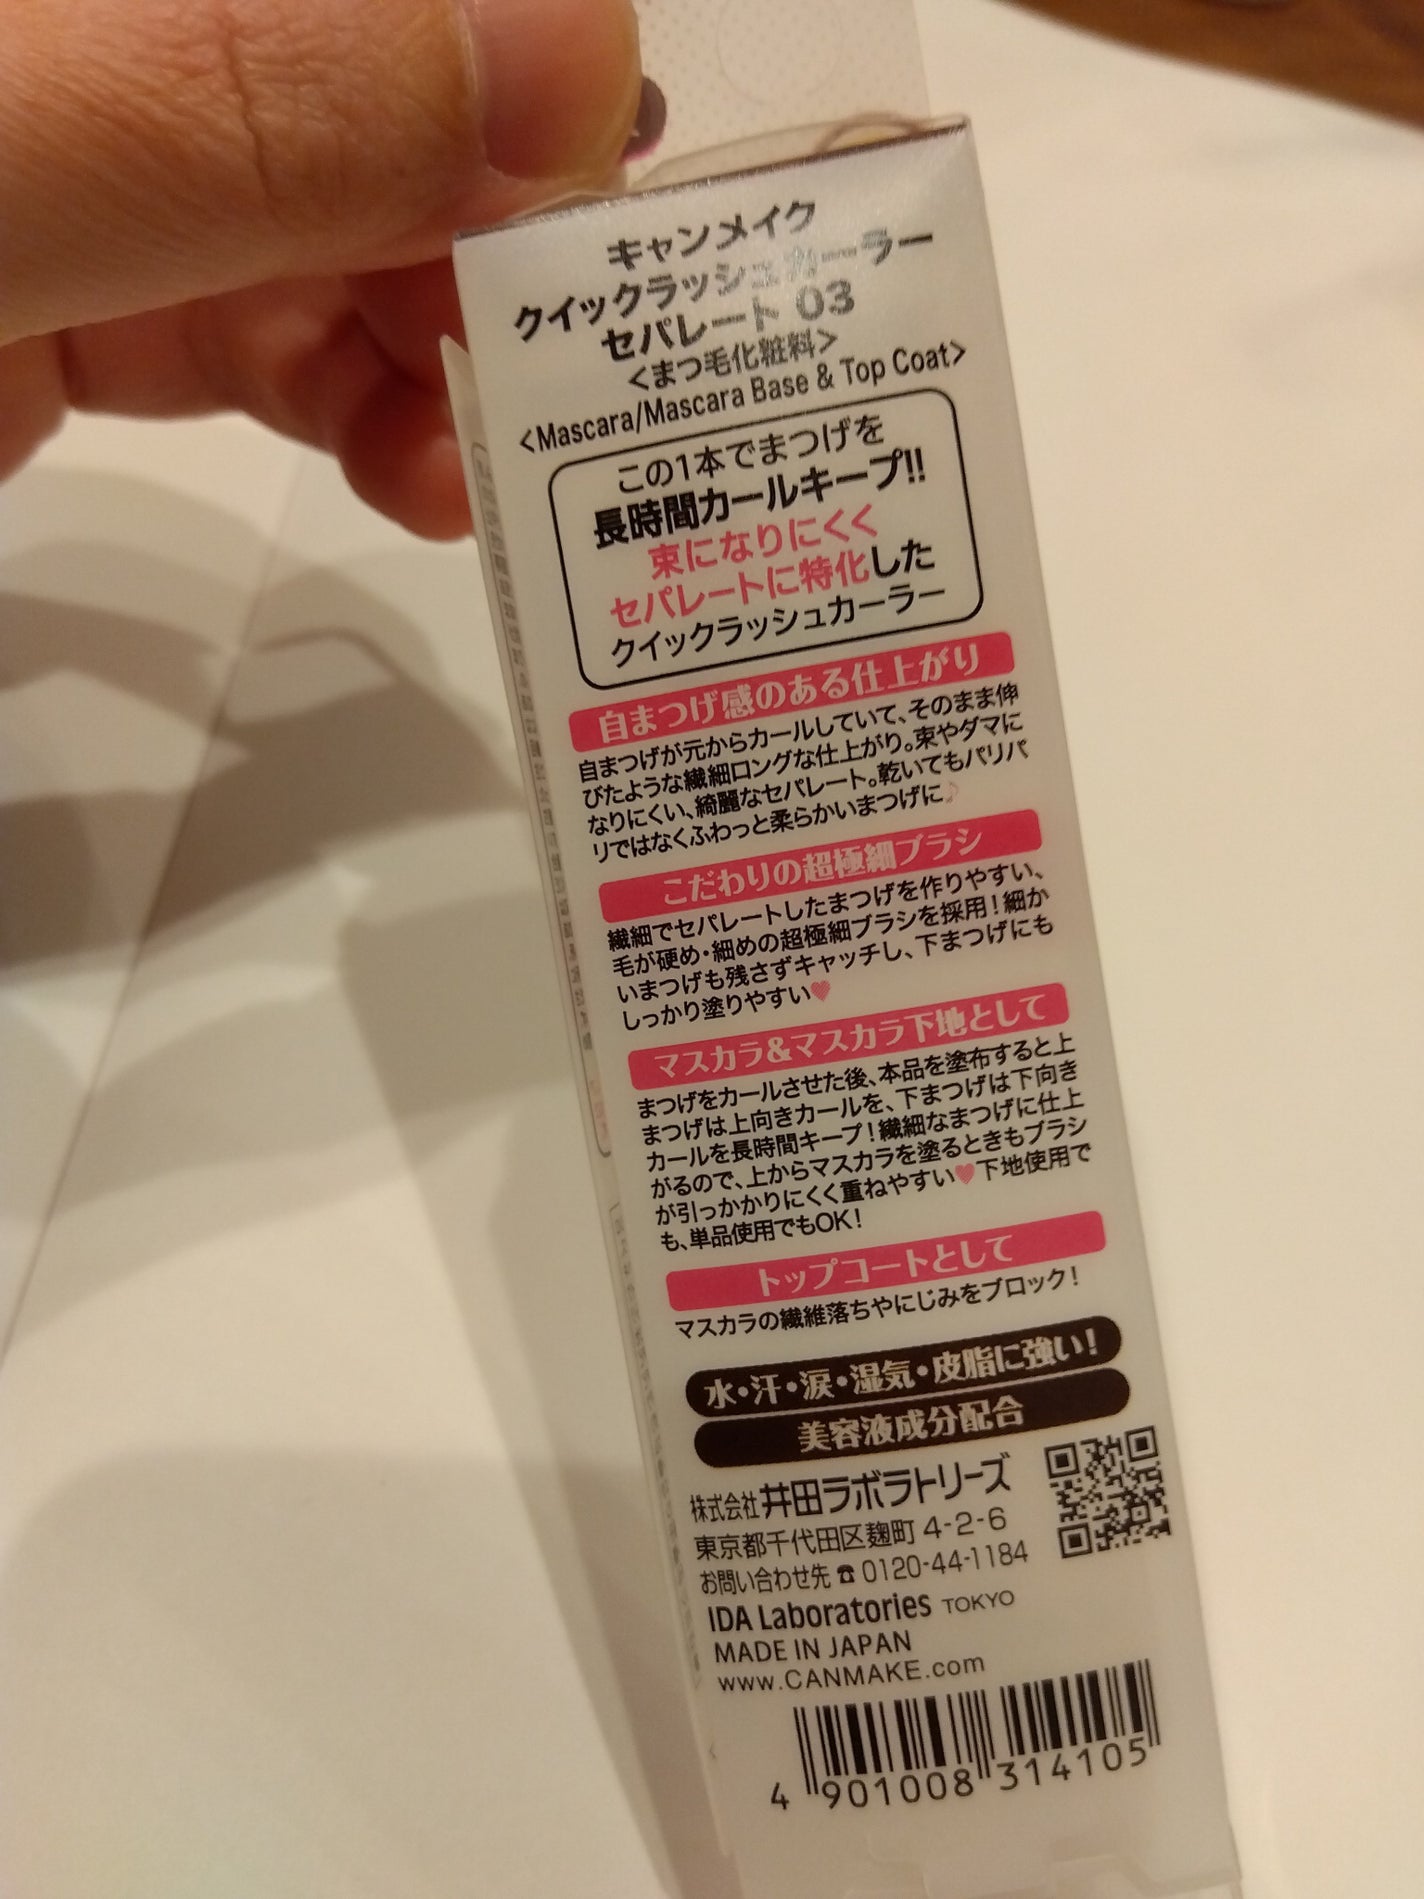 キャンメイク
クイックラッシュカーラー
セパレート 03
<まつ毛化粧料>
<Mascara/Mascara Base & Top Coat>
この1本でまつげを
長時間カールキープ!!
束になりにくく
セパレートに特化した
クイックラッシュカーラー
自まつげ感のある仕上がり
自まつげが元からカールしていて、そのまま伸
びたような繊細ロングな仕上がり。束やダマに
なりにくい、綺麗なセパレート。乾いてもパリパ
リではなくふわっと柔らかいまつげに♪
こだわりの超極細ブラシ
繊細でセパレートしたまつげを作りやすい、
毛が硬め・細めの超極細ブラシを採用！細か
いまつげも残さずキャッチし、下まつげにも
しっかり塗りやすい♥
マスカラ&マスカラ下地として
まつげをカールさせた後、本品を塗布すると上
まつげは上向きカールを、下まつげは下向き
カールを長時間キープ！繊細なまつげに仕上
がるので、上からマスカラを塗るときもブラシ
が引っかかりにくく重ねやすい♥下地使用で
も、単品使用でもOK！
トップコートとして
マスカラの繊維落ちやにじみをブロック！
水・汗・涙・湿気・皮脂に強い！
美容液成分配合
株式会社井田ラボラトリーズ
東京都千代田区麹町 4-2-6
お問い合わせ先 ☎ 0120-44-1184
IDA Laboratories TOKYO
MADE IN JAPAN
www.CANMAKE.com
4 901008 314105